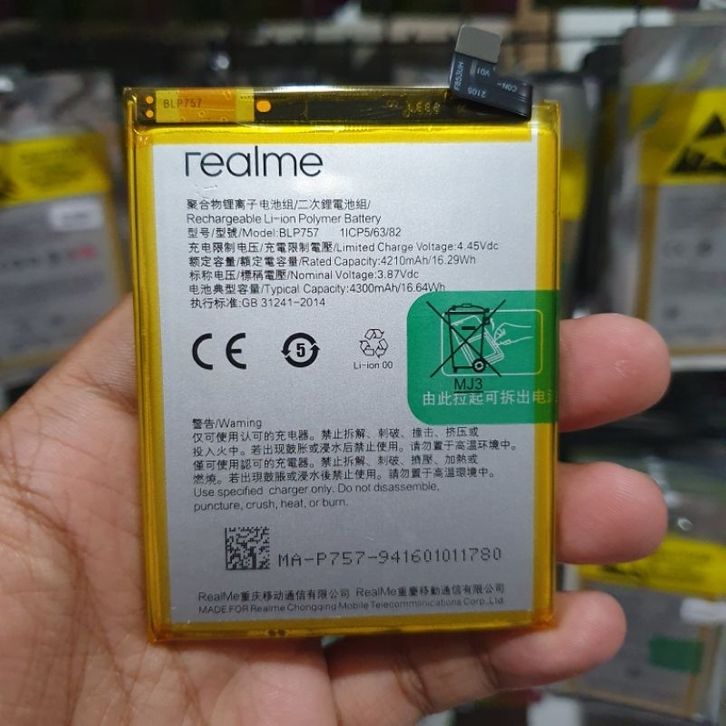 2105
CON-
V01
BLP757
realme
聚合物锂离子电池组/二次鋰電池組/
Rechargeable Li-ion Polymer Battery
型号/型號/Model:BLP757 1ICP5/63/82
充电限制电压/充電限制電壓/Limited Charge Voltage:4.45Vdc
额定容量/額定電容量/Rated Capacity:4210mAh/16.29Wh
标称电压/標稱電壓/Nominal Voltage:3.87Vdc
电池典型容量/Typical Capacity:4300mAh/16.64Wh
执行标准:GB 31241-2014
CE
5
Li-ion 00
MJ3
由此拉起可拆出电
警告/Warning
仅可使用认可的充电器。禁止拆解、刺破、撞击、挤压或
投入火中。若出现鼓胀或浸水后禁止使用。请勿置于高温环境中。
僅可使用認可的充電器。禁止拆解、刺破、擠壓、加熱或
燃燒。若出現鼓脹或浸液後禁止使用。請勿置于高溫環境中。
Use specified charger only. Do not disassemble,
puncture, crush, heat, or burn.
MA-P757-941601011780
RealMe重庆移动通信有限公司 RealMe重慶移動通信有限公司
MADE FOR Realme Chongqing Mobile Telecommunications Corp.,Ltd.